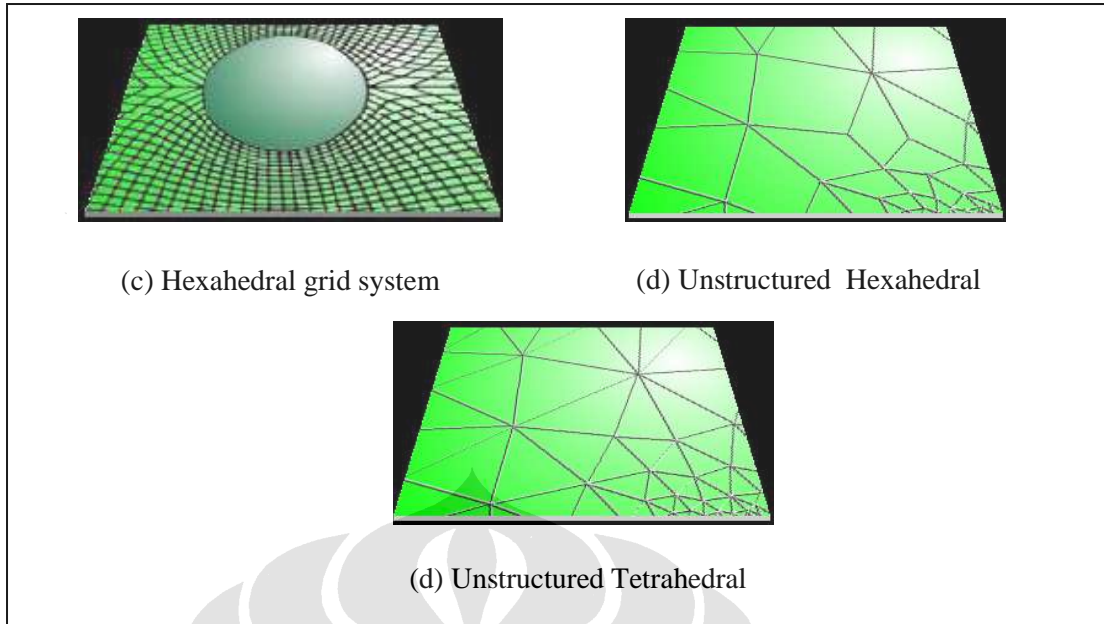 (c) Hexahedral grid system
(d) Unstructured  Hexahedral
(d) Unstructured Tetrahedral